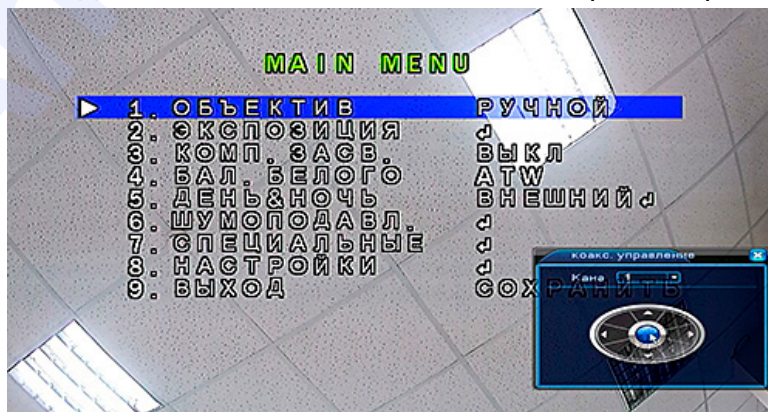 MAIN MENU
1. ОБЪЕКТИВ РУЧНОЙ
2. ЭКСПОЗИЦИЯ
3. КОМП. ЗАСВ. ВЫКЛ
4. БАЛ. БЕЛОГО ATW
5. ДЕНЬ&НОЧЬ ВНЕШНИЙ
6. ШУМОПОДАВЛ.
7. СПЕЦИАЛЬНЫЕ
8. НАСТРОЙКИ
9. ВЫХОД СОХРАНИТЬ
коакс. управление
Кана 1